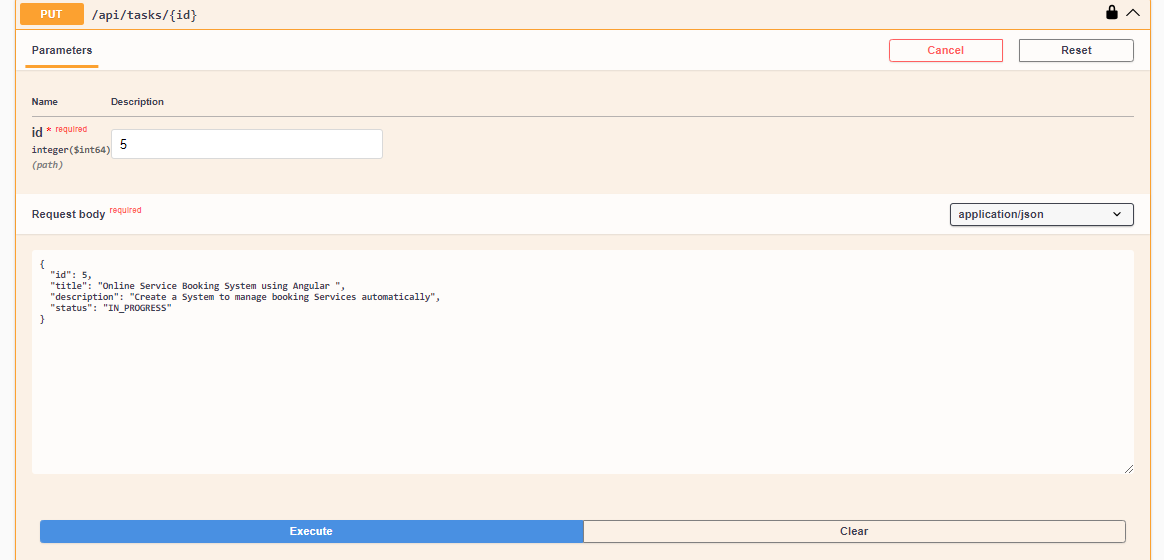 PUT /api/tasks/{id}
Parameters Cancel Reset
Name Description
id * required
integer($int64)
(path)
5
Request body required application/json
{
  "id": 5,
  "title": "Online Service Booking System using Angular ",
  "description": "Create a System to manage booking Services automatically",
  "status": "IN_PROGRESS"
}
Execute Clear